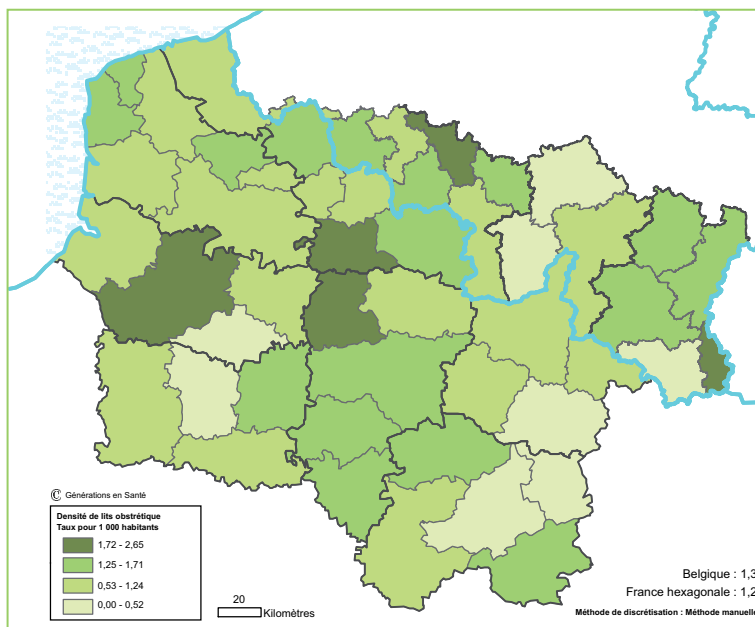 © Générations en Santé
Densité de lits obstrétique
Taux pour 1 000 habitants
1,72 - 2,65
1,25 - 1,71
0,53 - 1,24
0,00 - 0,52
20
Kilomètres
Belgique : 1,3
France hexagonale : 1,2
Méthode de discrétisation : Méthode manuelle